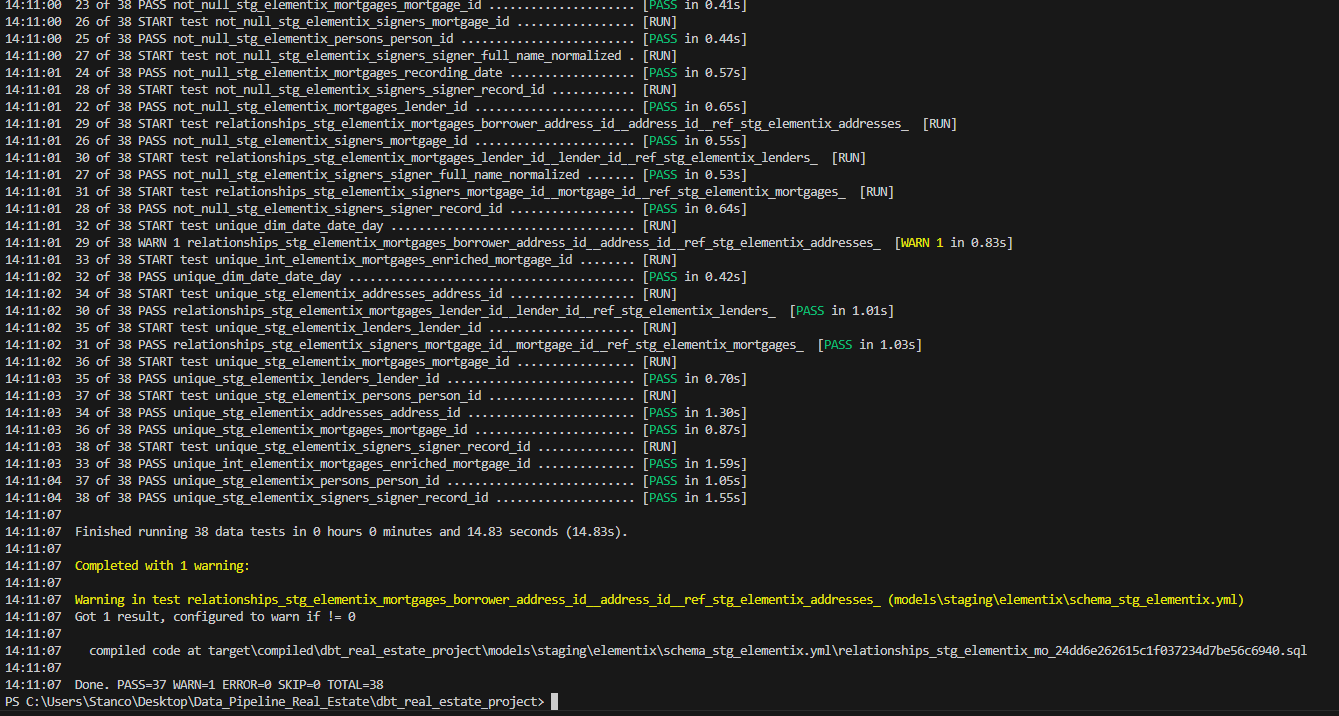 14:11:00  23 of 38 PASS not_null_stg_elementix_mortgages_mortgage_id ..................... [PASS in 0.41s]
14:11:00  26 of 38 START test not_null_stg_elementix_signers_mortgage_id ................. [RUN]
14:11:00  25 of 38 PASS not_null_stg_elementix_persons_person_id ......................... [PASS in 0.44s]
14:11:00  27 of 38 START test not_null_stg_elementix_signers_signer_full_name_normalized . [RUN]
14:11:01  24 of 38 PASS not_null_stg_elementix_mortgages_recording_date .................. [PASS in 0.57s]
14:11:01  28 of 38 START test not_null_stg_elementix_signers_signer_record_id ............ [RUN]
14:11:01  22 of 38 PASS not_null_stg_elementix_mortgages_lender_id ....................... [PASS in 0.65s]
14:11:01  29 of 38 START test relationships_stg_elementix_mortgages_borrower_address_id__address_id__ref_stg_elementix_addresses_  [RUN]
14:11:01  26 of 38 PASS not_null_stg_elementix_signers_mortgage_id ....................... [PASS in 0.55s]
14:11:01  30 of 38 START test relationships_stg_elementix_mortgages_lender_id__lender_id__ref_stg_elementix_lenders_  [RUN]
14:11:01  27 of 38 PASS not_null_stg_elementix_signers_signer_full_name_normalized ....... [PASS in 0.53s]
14:11:01  31 of 38 START test relationships_stg_elementix_signers_mortgage_id__mortgage_id__ref_stg_elementix_mortgages_  [RUN]
14:11:01  28 of 38 PASS not_null_stg_elementix_signers_signer_record_id .................. [PASS in 0.64s]
14:11:01  32 of 38 START test unique_dim_date_date_day ................................... [RUN]
14:11:01  29 of 38 WARN 1 relationships_stg_elementix_mortgages_borrower_address_id__address_id__ref_stg_elementix_addresses_  [WARN 1 in 0.83s]
14:11:01  33 of 38 START test unique_int_elementix_mortgages_enriched_mortgage_id ........ [RUN]
14:11:02  32 of 38 PASS unique_dim_date_date_day ......................................... [PASS in 0.42s]
14:11:02  34 of 38 START test unique_stg_elementix_addresses_address_id .................. [RUN]
14:11:02  30 of 38 PASS relationships_stg_elementix_mortgages_lender_id__lender_id__ref_stg_elementix_lenders_  [PASS in 1.01s]
14:11:02  35 of 38 START test unique_stg_elementix_lenders_lender_id ..................... [RUN]
14:11:02  31 of 38 PASS relationships_stg_elementix_signers_mortgage_id__mortgage_id__ref_stg_elementix_mortgages_  [PASS in 1.03s]
14:11:02  36 of 38 START test unique_stg_elementix_mortgages_mortgage_id ................. [RUN]
14:11:03  35 of 38 PASS unique_stg_elementix_lenders_lender_id ........................... [PASS in 0.70s]
14:11:03  37 of 38 START test unique_stg_elementix_persons_person_id ..................... [RUN]
14:11:03  34 of 38 PASS unique_stg_elementix_addresses_address_id ........................ [PASS in 1.30s]
14:11:03  36 of 38 PASS unique_stg_elementix_mortgages_mortgage_id ....................... [PASS in 0.87s]
14:11:03  38 of 38 START test unique_stg_elementix_signers_signer_record_id .............. [RUN]
14:11:03  33 of 38 PASS unique_int_elementix_mortgages_enriched_mortgage_id .............. [PASS in 1.59s]
14:11:04  37 of 38 PASS unique_stg_elementix_persons_person_id ........................... [PASS in 1.05s]
14:11:04  38 of 38 PASS unique_stg_elementix_signers_signer_record_id .................... [PASS in 1.55s]
14:11:07
14:11:07  Finished running 38 data tests in 0 hours 0 minutes and 14.83 seconds (14.83s).
14:11:07
14:11:07  Completed with 1 warning:
14:11:07
14:11:07  Warning in test relationships_stg_elementix_mortgages_borrower_address_id__address_id__ref_stg_elementix_addresses_ (models\staging\elementix\schema_stg_elementix.yml)
14:11:07  Got 1 result, configured to warn if != 0
14:11:07
14:11:07    compiled code at target\compiled\dbt_real_estate_project\models\staging\elementix\schema_stg_elementix.yml\relationships_stg_elementix_mo_24dd6e262615c1f037234d7be56c6940.sql
14:11:07
14:11:07  Done. PASS=37 WARN=1 ERROR=0 SKIP=0 TOTAL=38
PS C:\Users\Stanco\Desktop\Data_Pipeline_Real_Estate\dbt_real_estate_project>